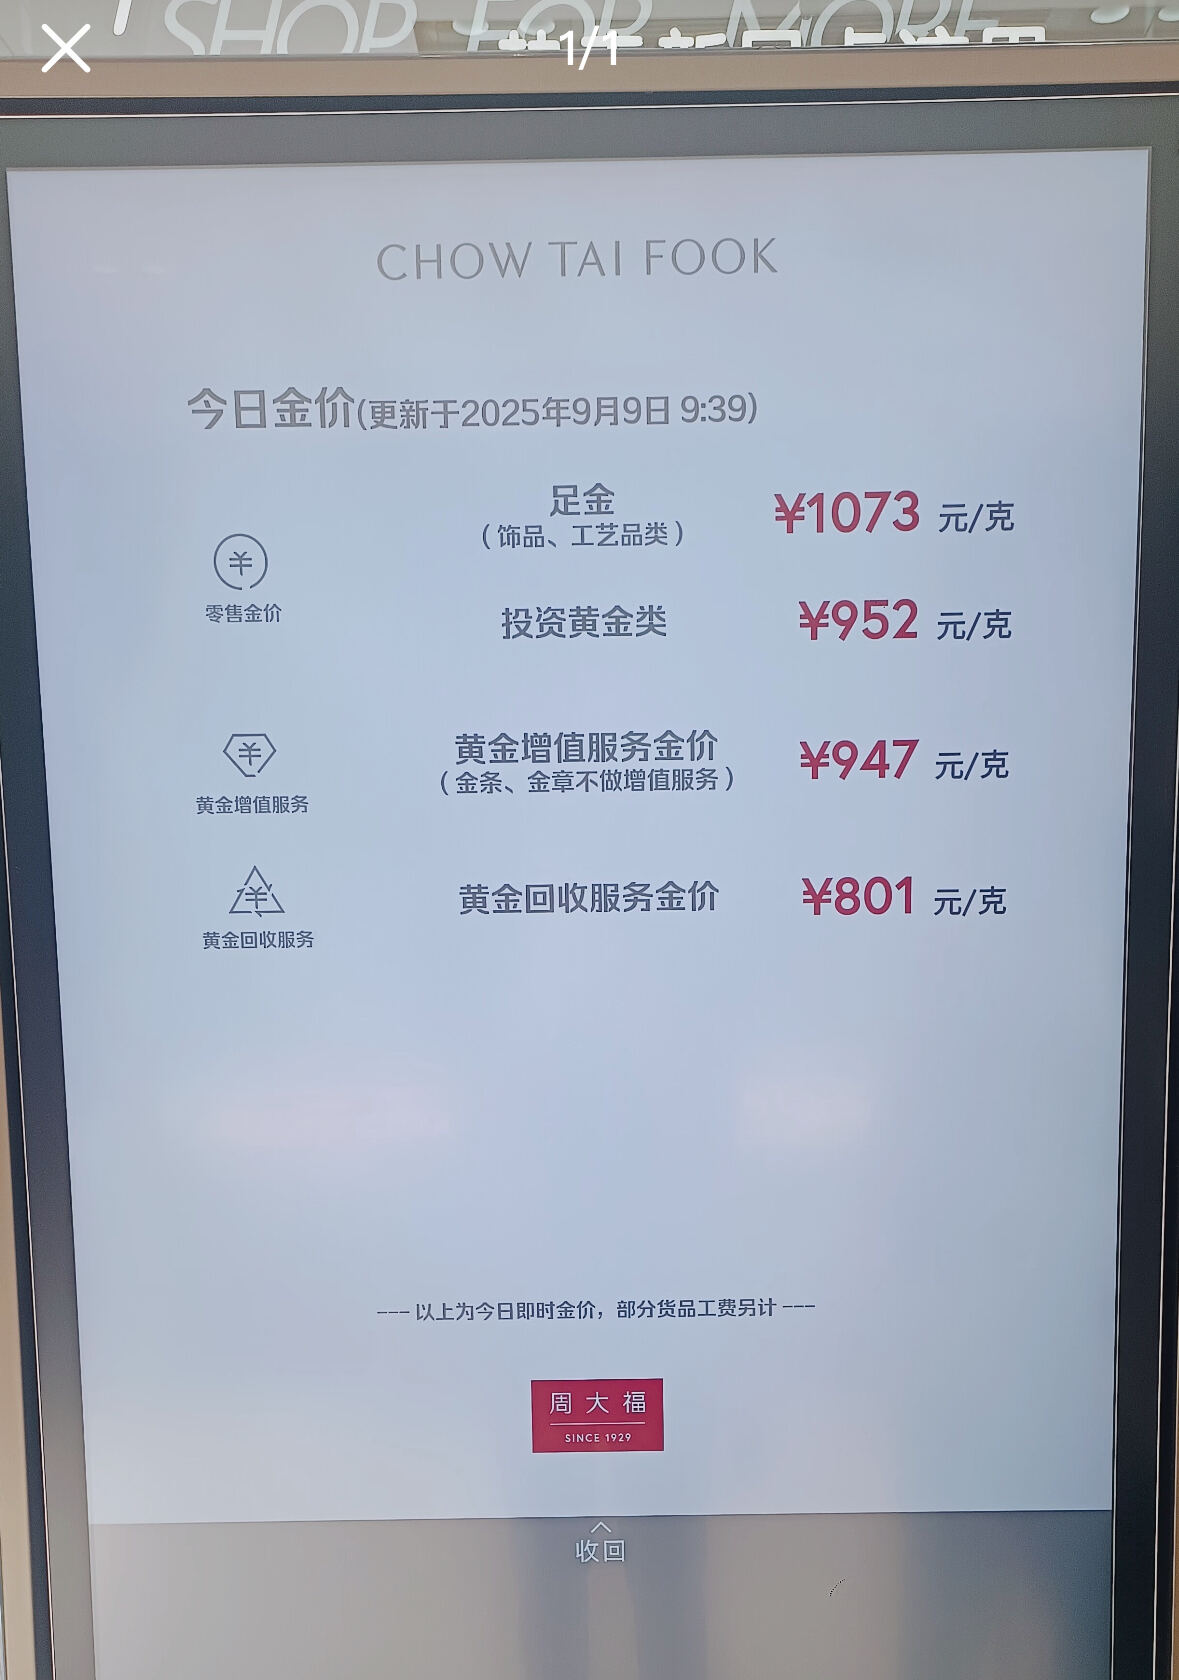 SHOP FOR MORE
1/1
CHOW TAI FOOK
今日金价(更新于2025年9月9日 9:39)
足金
（饰品、工艺品类）
¥1073 元/克
零售金价
投资黄金类
¥952 元/克
黄金增值服务金价
（金条、金章不做增值服务）
¥947 元/克
黄金增值服务
黄金回收服务金价
¥801 元/克
黄金回收服务
--- 以上为今日即时金价，部分货品工费另计 ---
周大福
SINCE 1929
收回